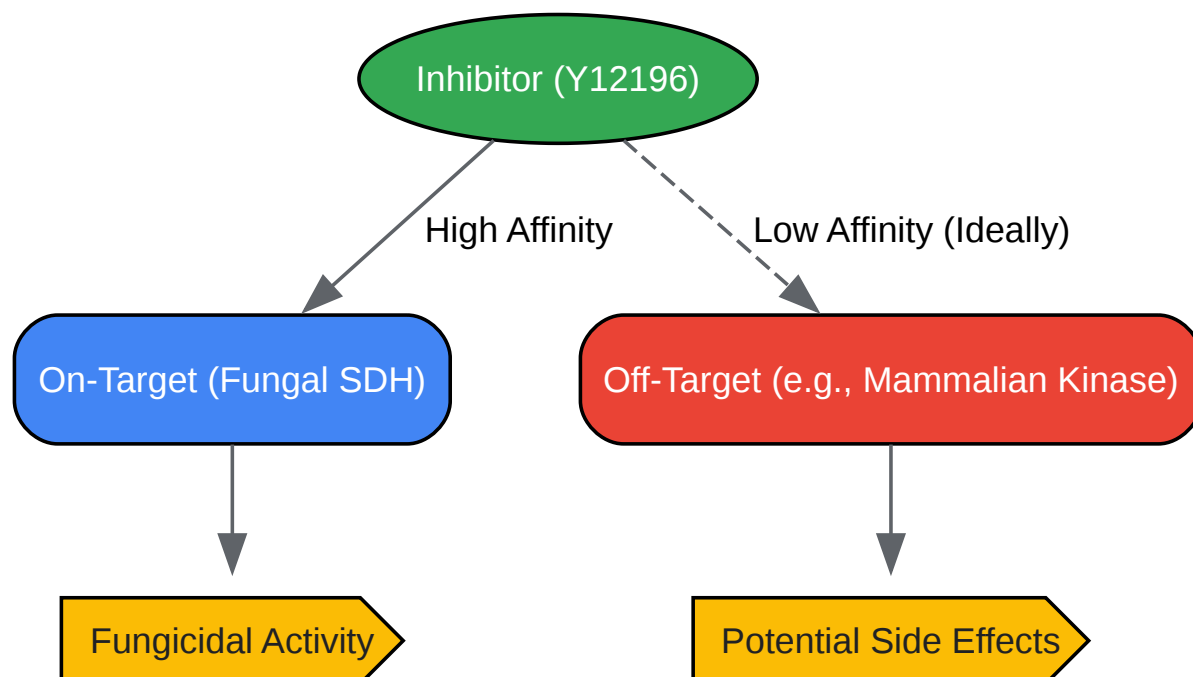 Inhibitor (Y12196)
High Affinity
Low Affinity (Ideally)
On-Target (Fungal SDH)
Off-Target (e.g., Mammalian Kinase)
Fungicidal Activity
Potential Side Effects